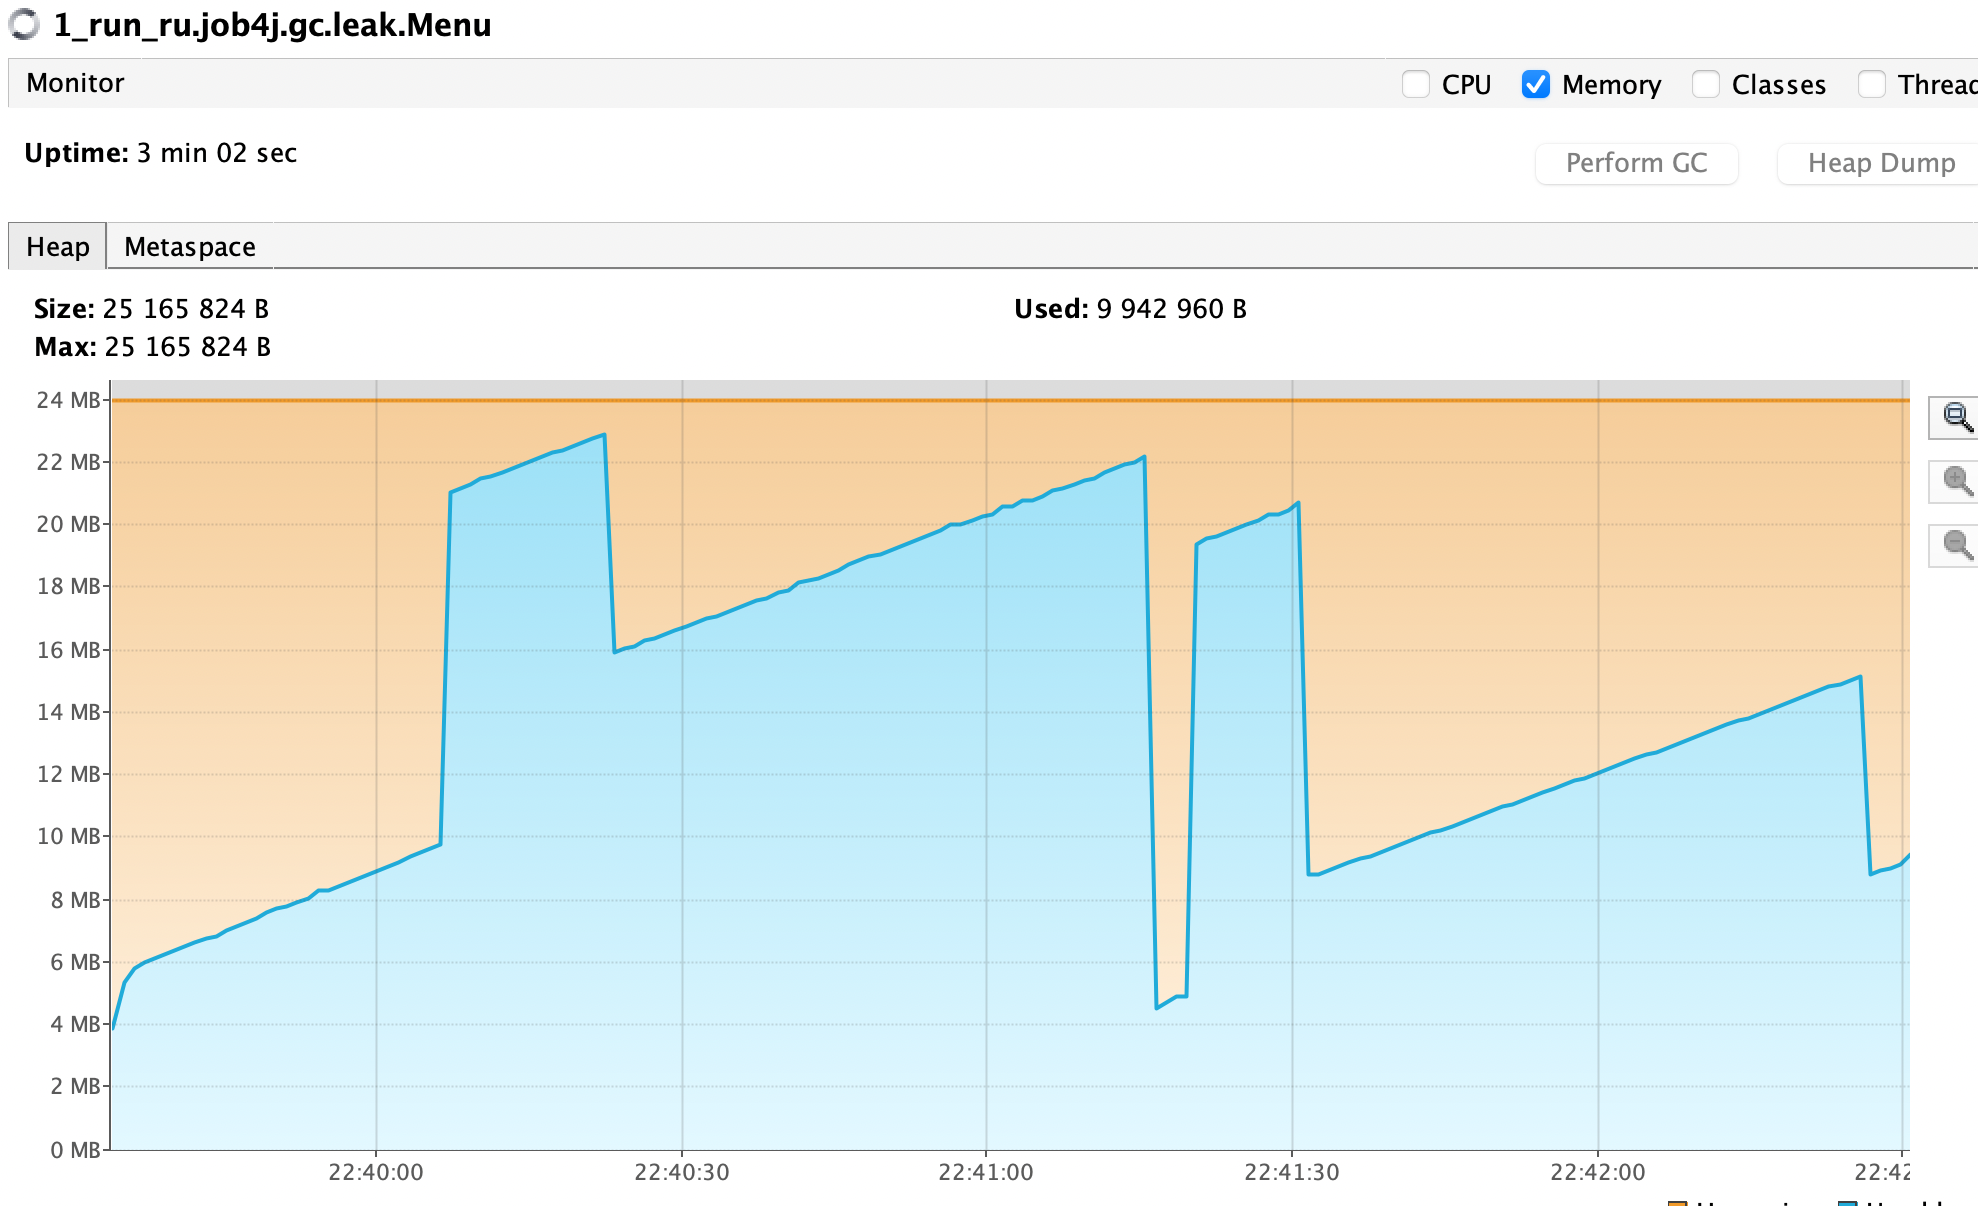 1_run_ru.job4j.gc.leak.Menu
Monitor CPU Memory Classes
Uptime: 3 min 02 sec
Perform GC Heap Dump
Heap Metaspace
Size: 25 165 824 B Used: 9 942 960 B
Max: 25 165 824 B
24 MB
22 MB
20 MB
18 MB
16 MB
14 MB
12 MB
10 MB
8 MB
6 MB
4 MB
2 MB
0 MB
22:40:00 22:40:30 22:41:00 22:41:30 22:42:00 22:42